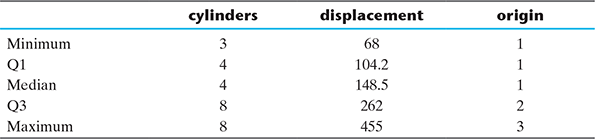 cylinders displacement origin
Minimum 3 68 1
Q1 4 104.2 1
Median 4 148.5 1
Q3 8 262 2
Maximum 8 455 3